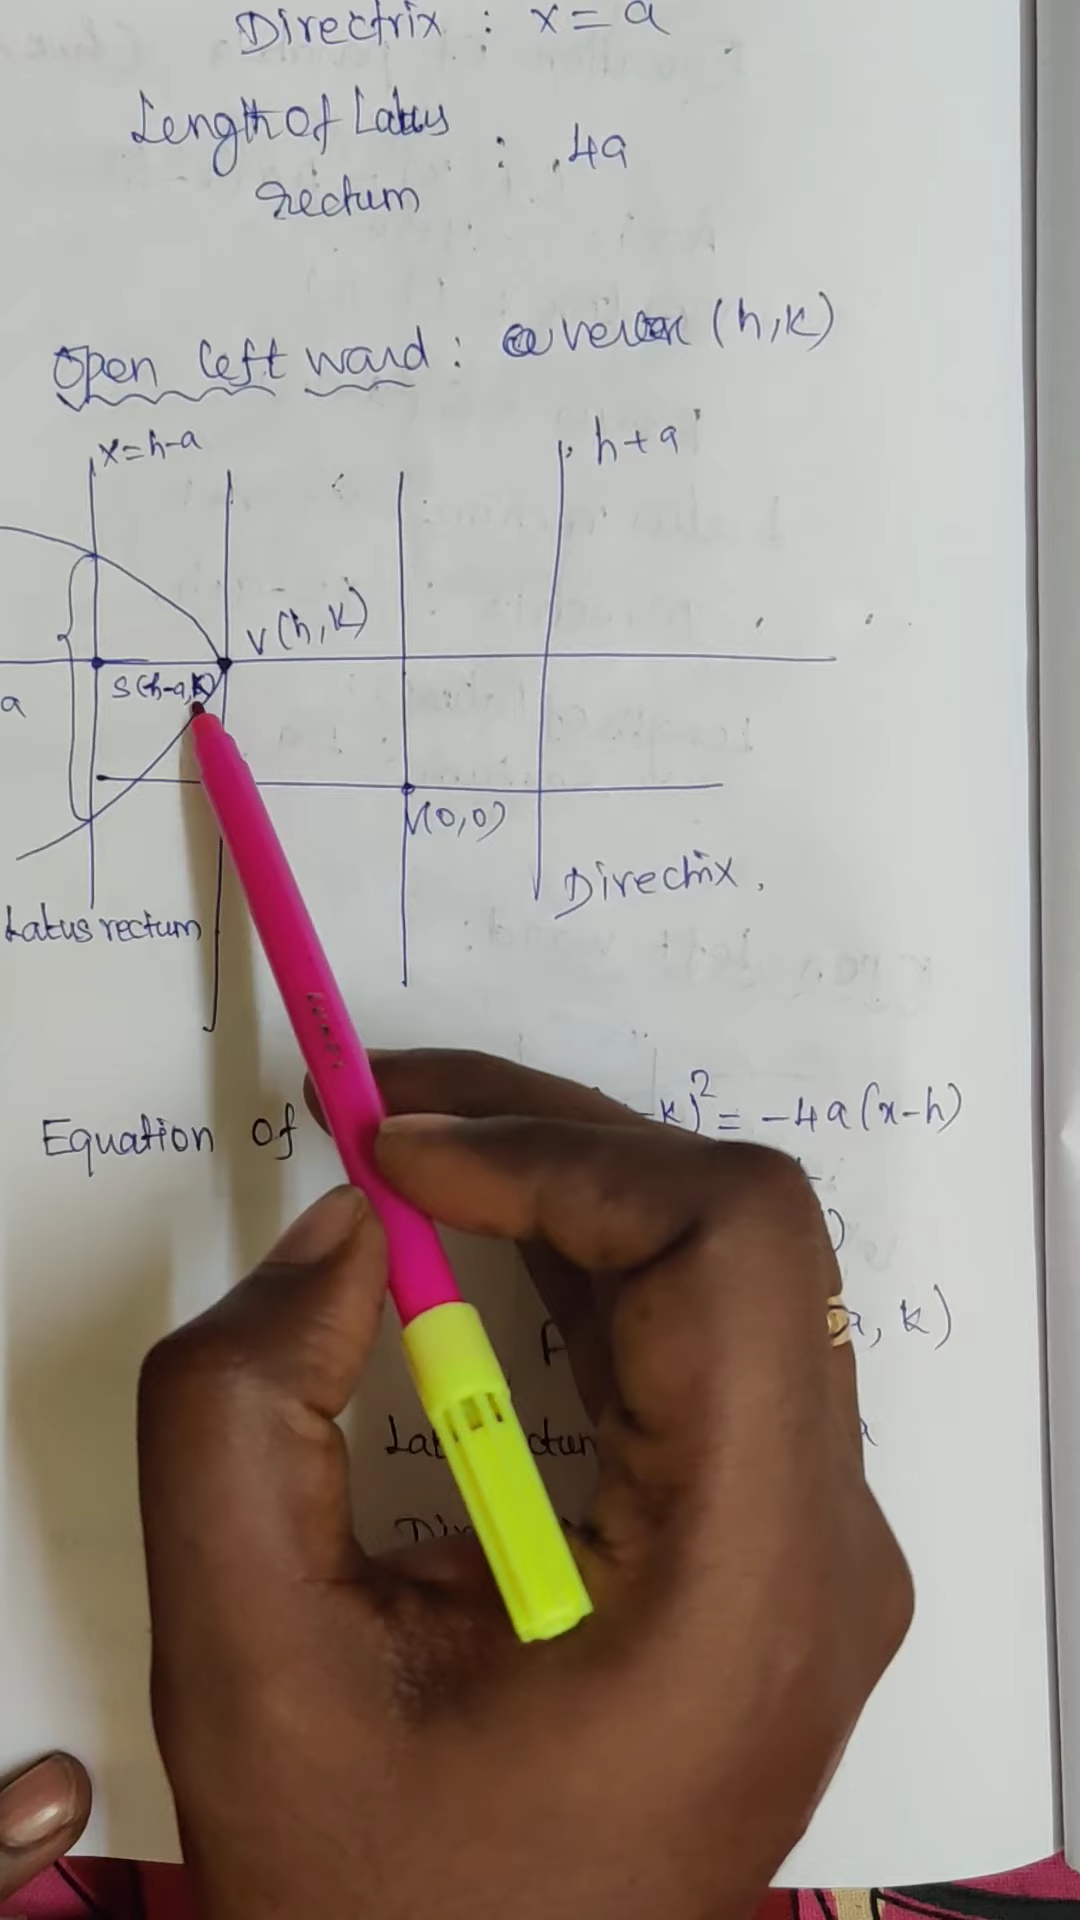 Directrix : x = a
Length of Latus
rectum : 4a
Open left ward : vertex (h,k)
x=h-a
h+a
V(h,k)
S(h-a,k)
a
V(0,0)
Directrix.
Latus rectum
Equation of -k)² = -4a(x-h)
)
a, k)
a